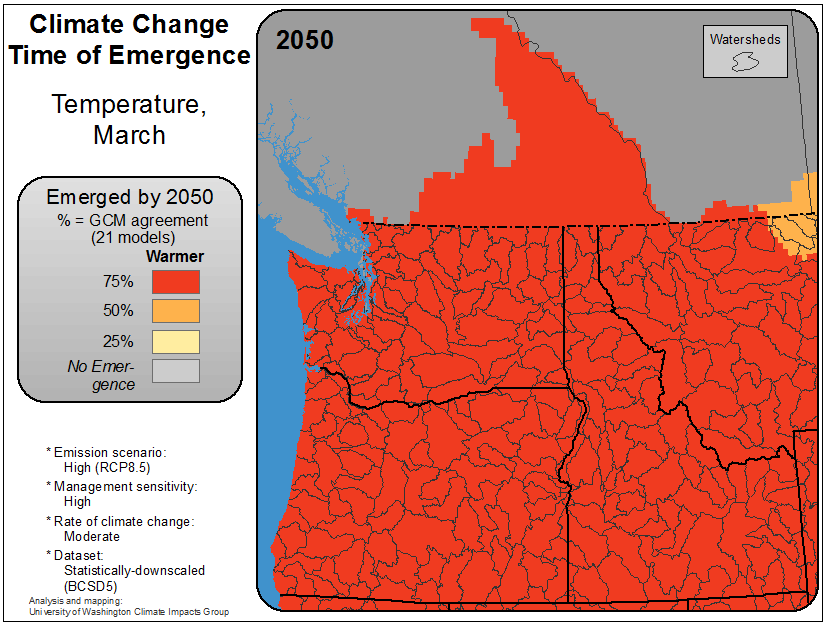 Climate Change
Time of Emergence
Temperature,
March
Emerged by 2050
% = GCM agreement
(21 models)
Warmer
75%
50%
25%
No Emer-
gence
* Emission scenario:
High (RCP8.5)
* Management sensitivity:
High
* Rate of climate change:
Moderate
* Dataset:
Statistically-downscaled
(BCSD5)
Analysis and mapping:
University of Washington Climate Impacts Group
2050
Watersheds